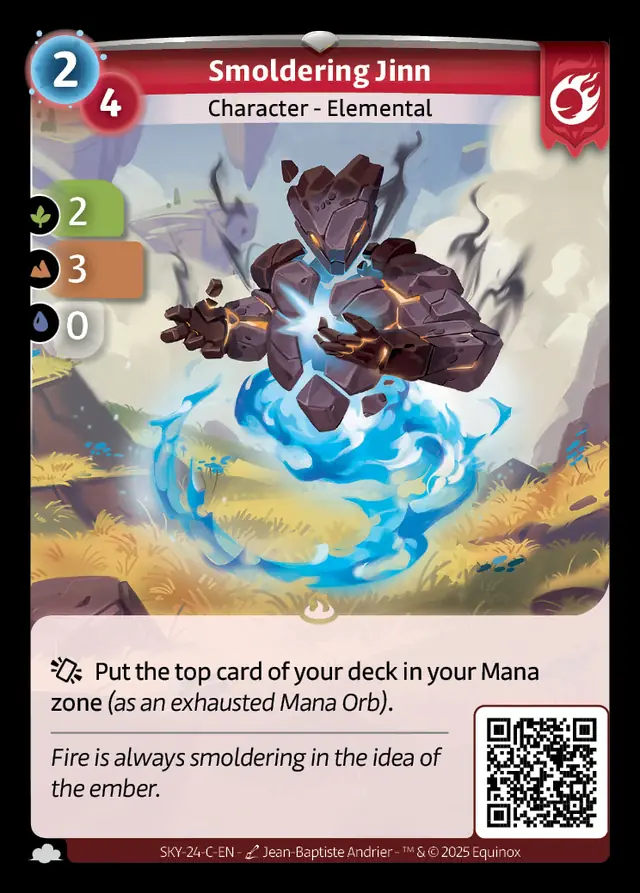 2
4
Smoldering Jinn
Character - Elemental
2
3
0
Put the top card of your deck in your Mana
zone (as an exhausted Mana Orb).
Fire is always smoldering in the idea of
the ember.
SKY-24-C-EN - Jean-Baptiste Andrier - ™ & © 2025 Equinox